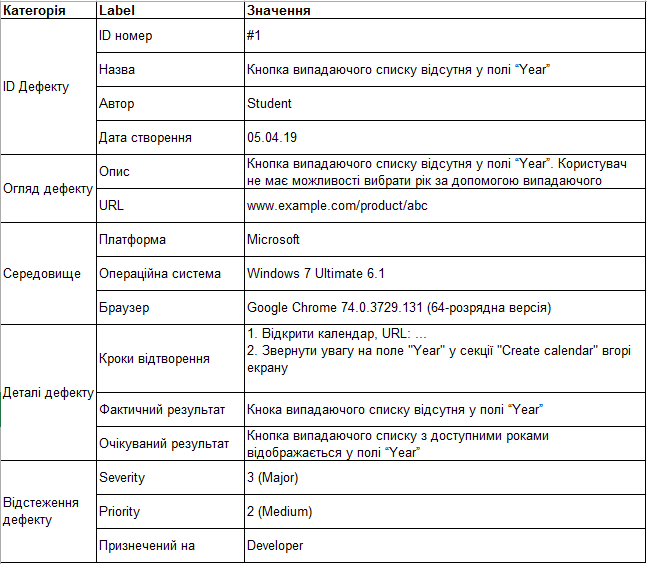 Категорія Label Значення
ID Дефекту
ID номер #1
Назва Кнопка випадаючого списку відсутня у полі “Year”
Автор Student
Дата створення 05.04.19
Огляд дефекту
Опис Кнопка випадаючого списку відсутня у полі “Year”. Користувач
не має можливості вибрати рік за допомогою випадаючого
URL www.example.com/product/abc
Середовище
Платформа Microsoft
Операційна система Windows 7 Ultimate 6.1
Браузер Google Chrome 74.0.3729.131 (64-розрядна версія)
Деталі дефекту
Кроки відтворення
1. Відкрити календар, URL: …
2. Звернути увагу на поле "Year" у секції "Create calendar" вгорі
екрану
Фактичний результат Кнока випадаючого списку відсутня у полі “Year”
Очікуваний результат
Кнопка випадаючого списку з доступними роками
відображається у полі “Year”
Відстеження
дефекту
Severity 3 (Major)
Priority 2 (Medium)
Призначений на Developer